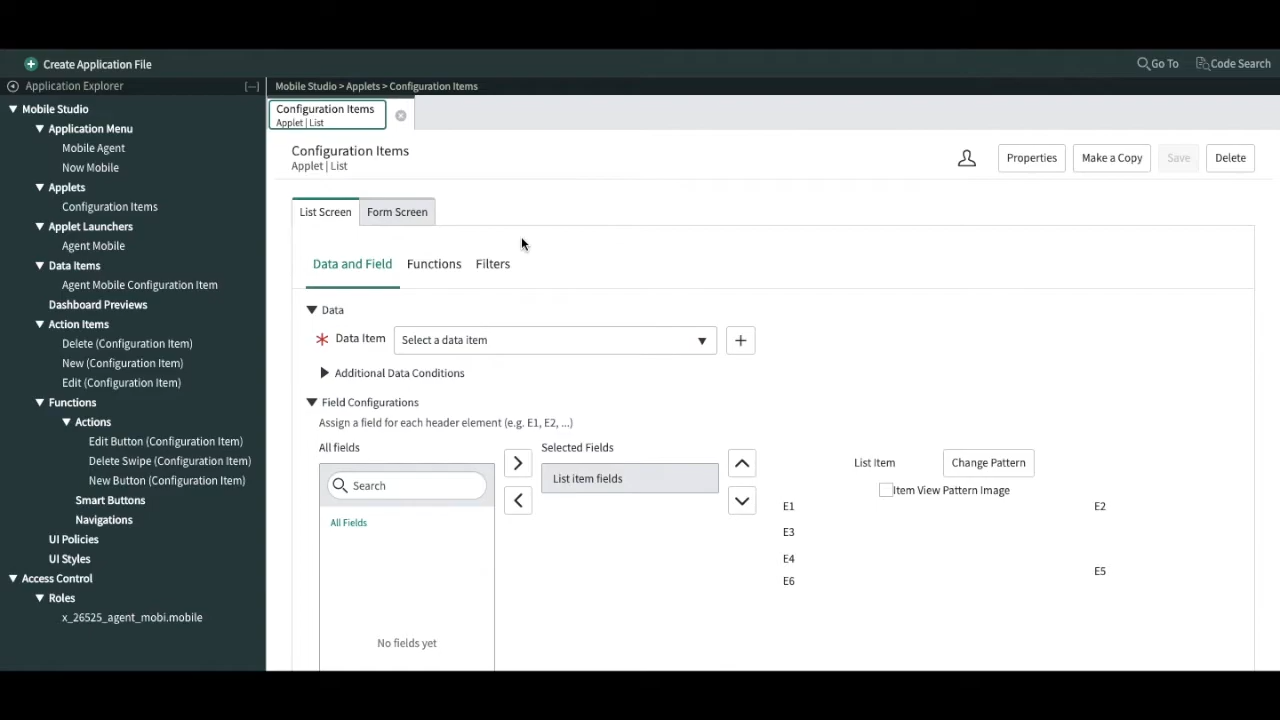 Create Application File
Go To
Code Search
Application Explorer
[—]
Mobile Studio > Applets > Configuration Items
Mobile Studio
Application Menu
Mobile Agent
Now Mobile
Applets
Configuration Items
Applet Launchers
Agent Mobile
Data Items
Agent Mobile Configuration Item
Dashboard Previews
Action Items
Delete (Configuration Item)
New (Configuration Item)
Edit (Configuration Item)
Functions
Actions
Edit Button (Configuration Item)
Delete Swipe (Configuration Item)
New Button (Configuration Item)
Smart Buttons
Navigations
UI Policies
UI Styles
Access Control
Roles
x_26525_agent_mobi.mobile
Configuration Items
Applet | List
Configuration Items
Applet | List
Properties
Make a Copy
Save
Delete
List Screen
Form Screen
Data and Field
Functions
Filters
Data
Data Item
Select a data item
Additional Data Conditions
Field Configurations
Assign a field for each header element (e.g. E1, E2, ...)
All fields
Search
All Fields
No fields yet
Selected Fields
List item fields
List Item
Change Pattern
Item View Pattern Image
E1
E2
E3
E4
E5
E6